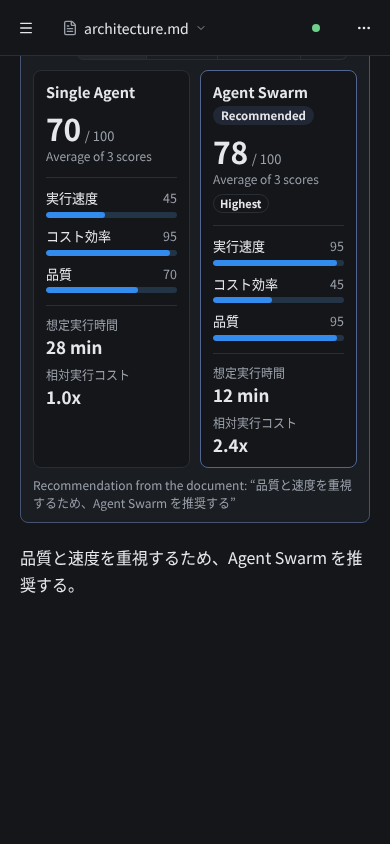 architecture.md
Single Agent
70 / 100
Average of 3 scores
実行速度 45
コスト効率 95
品質 70
想定実行時間
28 min
相対実行コスト
1.0x
Agent Swarm
Recommended
78 / 100
Average of 3 scores
Highest
実行速度 95
コスト効率 45
品質 95
想定実行時間
12 min
相対実行コスト
2.4x
Recommendation from the document: “品質と速度を重視
するため、Agent Swarm を推奨する”
品質と速度を重視するため、Agent Swarm を推
奨する。